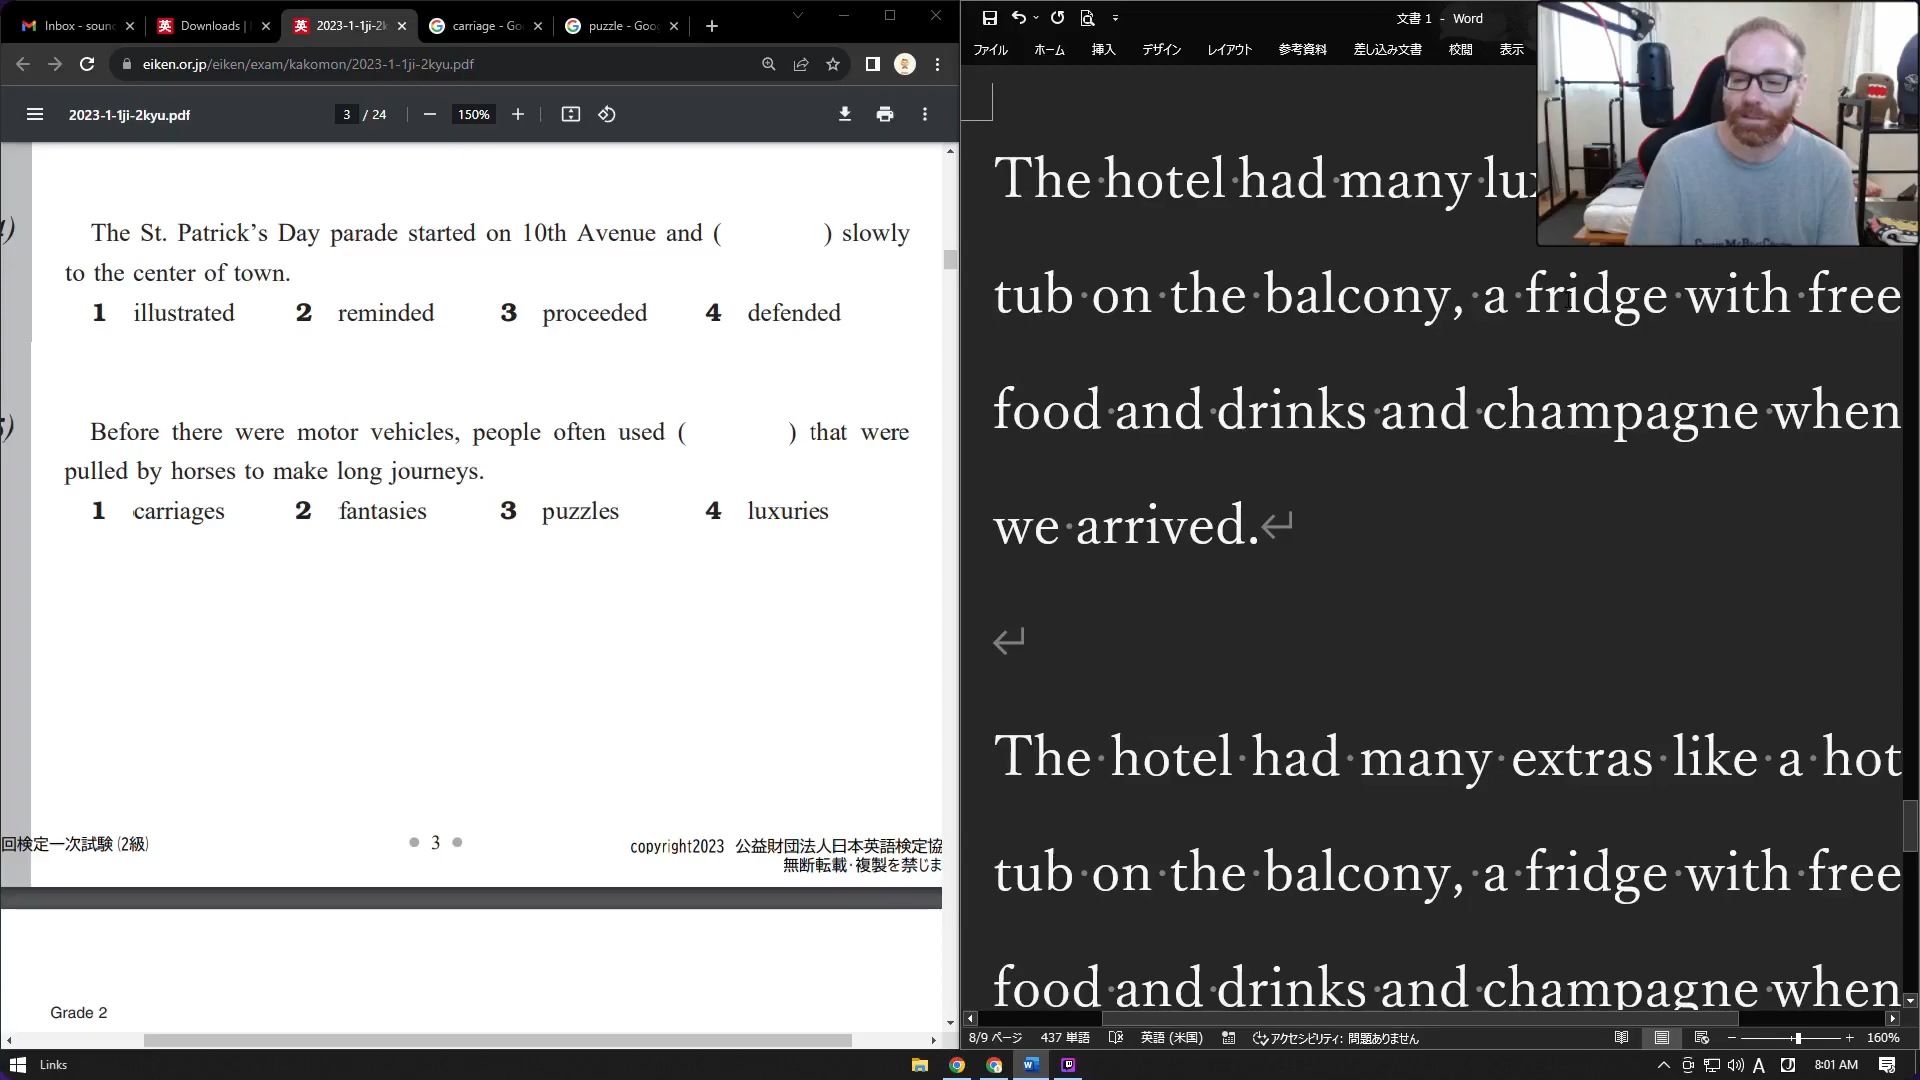 Inbox - soun
Downloads |
2023-1-1ji-2k
carriage - Go
puzzle - Goo
eiken.or.jp/eiken/exam/kakomon/2023-1-1ji-2kyu.pdf
2023-1-1ji-2kyu.pdf
3 / 24
150%
The St. Patrick's Day parade started on 10th Avenue and ( ) slowly
to the center of town.
1 illustrated 2 reminded 3 proceeded 4 defended
Before there were motor vehicles, people often used ( ) that were
pulled by horses to make long journeys.
1 carriages 2 fantasies 3 puzzles 4 luxuries
回検定一次試験 (2級)
3
copyright2023 公益財団法人日本英語検定協
無断転載・複製を禁じま
Grade 2
文書 1 - Word
ファイル ホーム 挿入 デザイン レイアウト 参考資料 差し込み文書 校閲 表示
The hotel had many lux
tub on the balcony, a fridge with free
food and drinks and champagne when
we arrived.
The hotel had many extras like a hot
tub on the balcony, a fridge with free
food and drinks and champagne when
8/9 ページ 437 単語 英語 (米国) アクセシビリティ: 問題ありません 160%
Links
A 8:01 AM